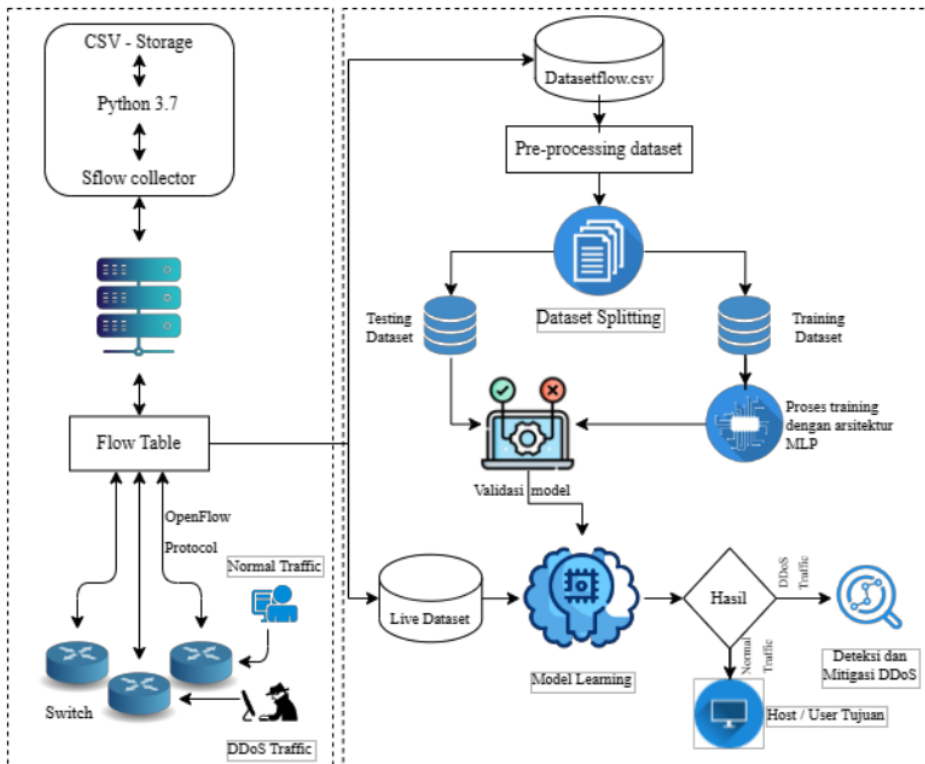 CSV - Storage
Python 3.7
Sflow collector
Flow Table
OpenFlow
Protocol
Normal Traffic
Switch
DDoS Traffic
Datasetflow.csv
Pre-processing dataset
Dataset Splitting
Testing
Dataset
Training
Dataset
Proses training
dengan arsitektur
MLP
Validasi model
Live Dataset
Model Learning
Hasil
DDoS
Traffic
Normal
Traffic
Deteksi dan
Mitigasi DDoS
Host / User Tujuan